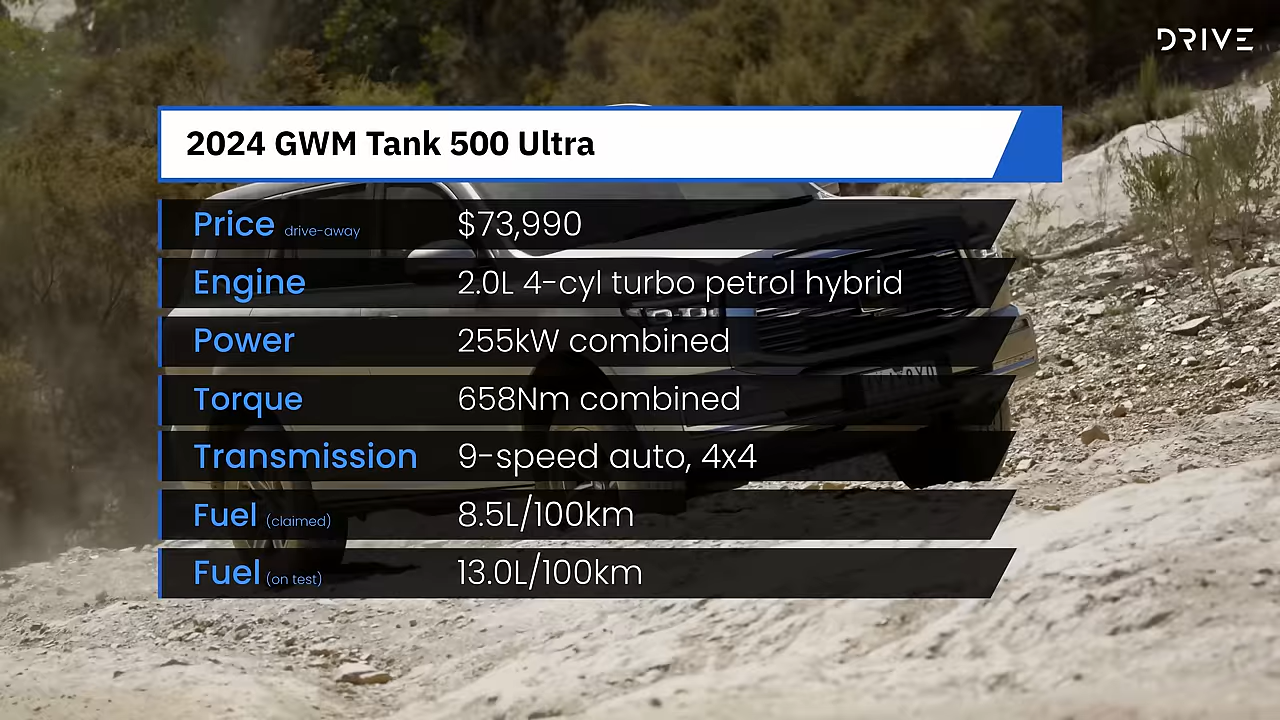 DRIVE
2024 GWM Tank 500 Ultra
Price drive-away $73,990
Engine 2.0L 4-cyl turbo petrol hybrid
Power 255kW combined
Torque 658Nm combined
Transmission 9-speed auto, 4x4
Fuel (claimed) 8.5L/100km
Fuel (on test) 13.0L/100km